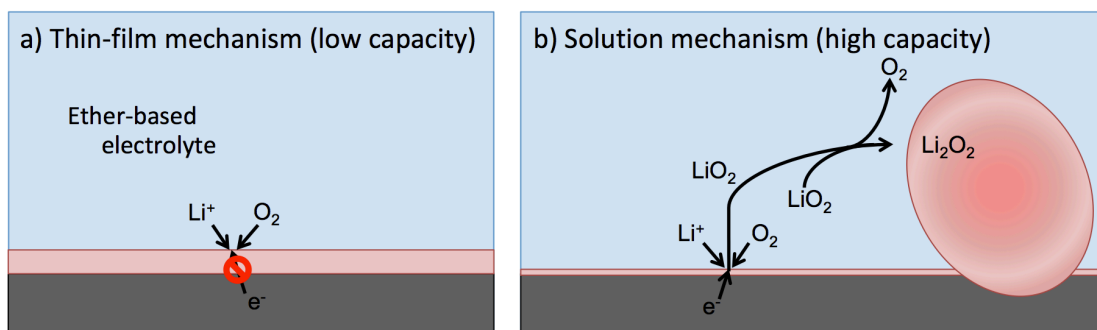 a) Thin-film mechanism (low capacity)
Ether-based
electrolyte
Li⁺
O₂
e⁻
b) Solution mechanism (high capacity)
O₂
Li₂O₂
LiO₂
LiO₂
Li⁺
O₂
e⁻